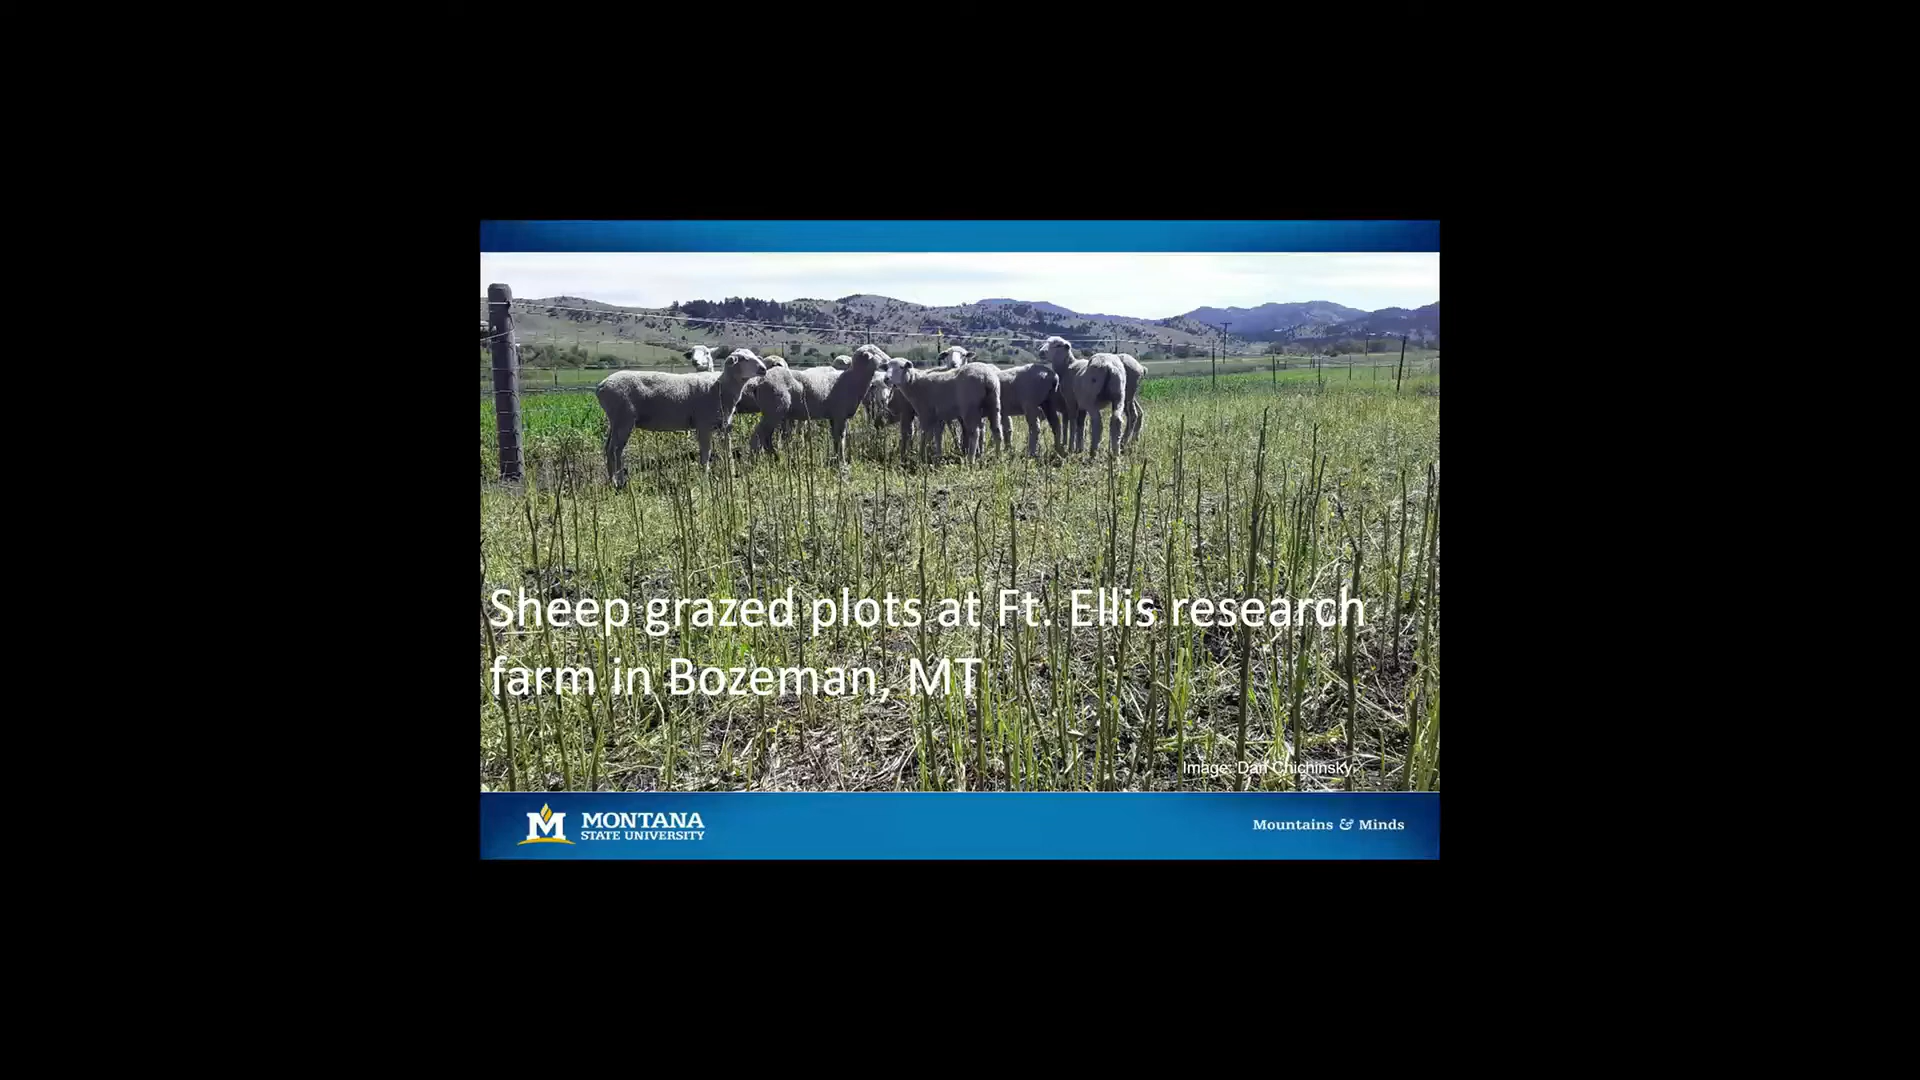 Sheep grazed plots at Ft. Ellis research
farm in Bozeman, MT
Image: Dan Chichinsky
MONTANA
STATE UNIVERSITY
Mountains & Minds